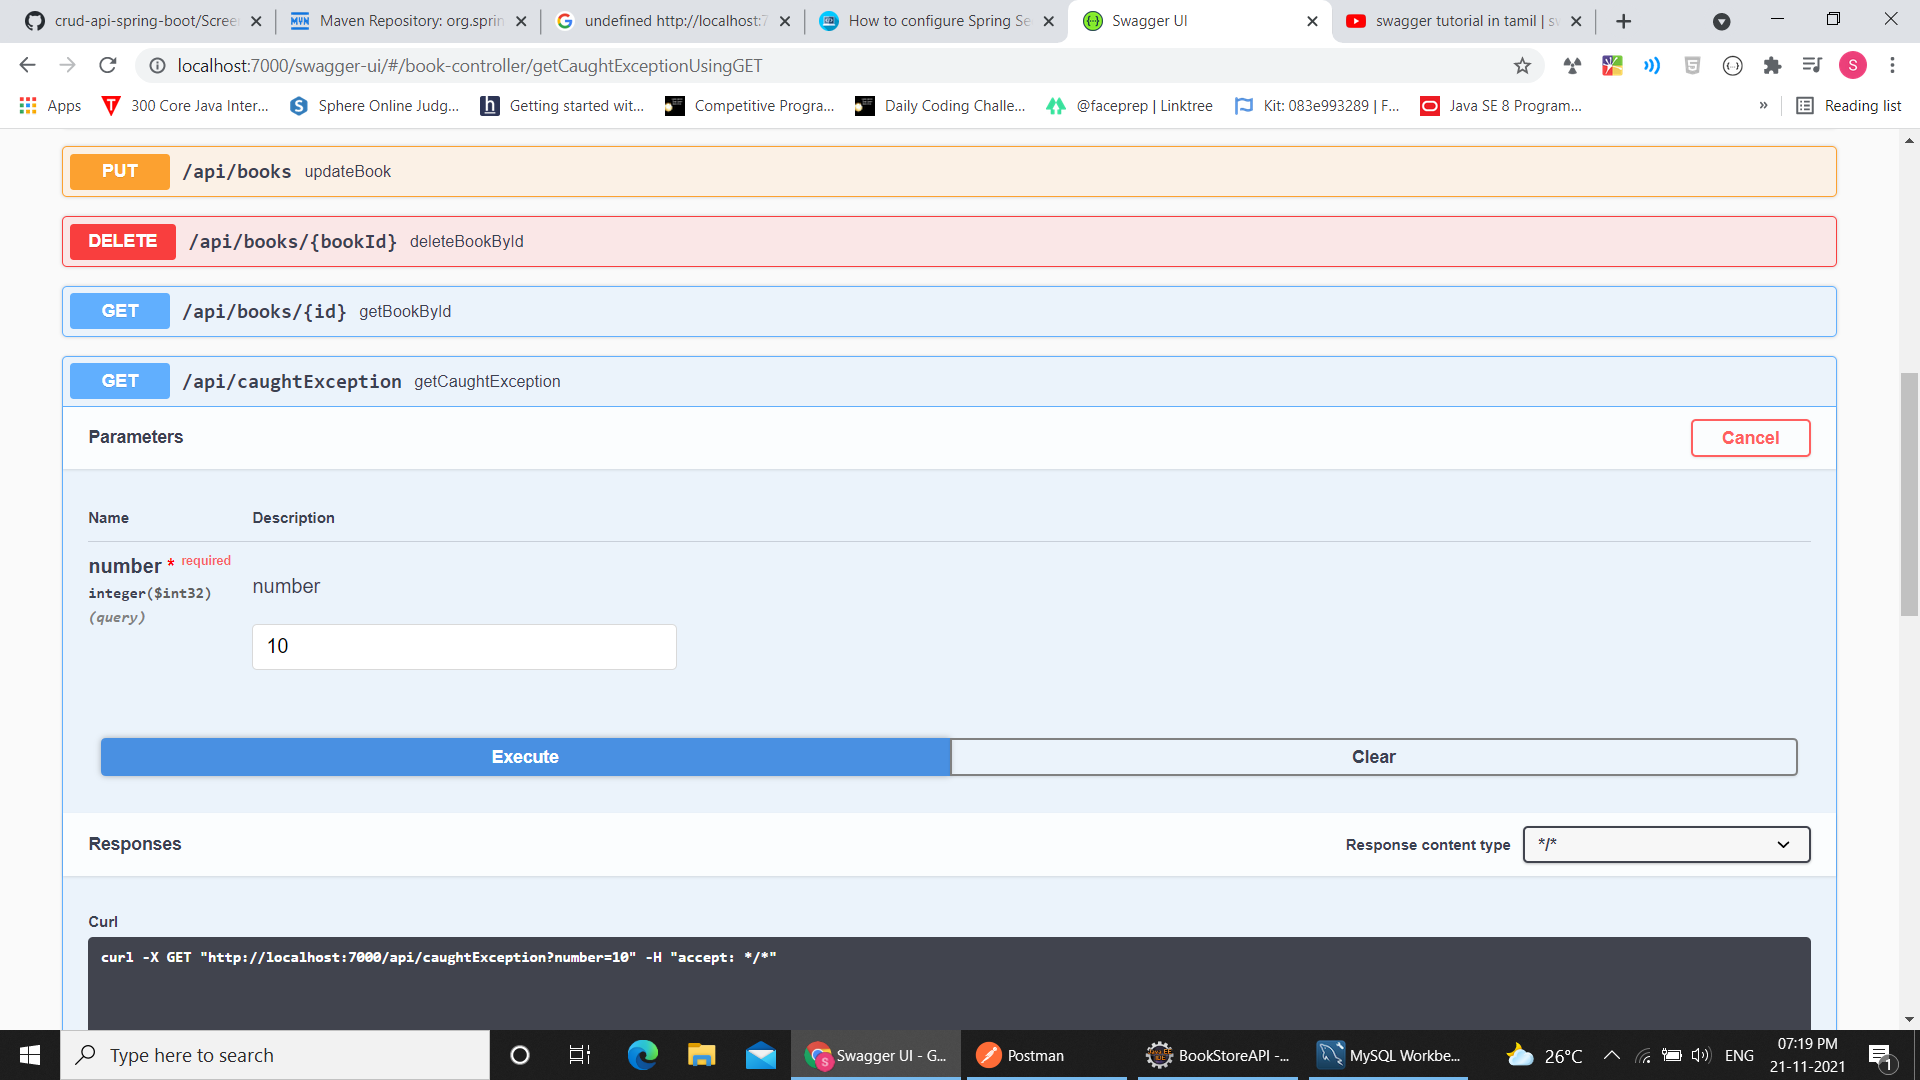 crud-api-spring-boot/Scree
Maven Repository: org.sprin
undefined http://localhost:7
How to configure Spring Se
Swagger UI
swagger tutorial in tamil | sw
localhost:7000/swagger-ui/#/book-controller/getCaughtExceptionUsingGET
S
Apps
300 Core Java Inter...
Sphere Online Judg...
Getting started wit...
Competitive Progra...
Daily Coding Challe...
@faceprep | Linktree
Kit: 083e993289 | F...
Java SE 8 Program...
»
Reading list
PUT /api/books updateBook
DELETE /api/books/{bookId} deleteBookById
GET /api/books/{id} getBookById
GET /api/caughtException getCaughtException
Parameters
Cancel
Name Description
number * required
integer($int32)
(query)
number
10
Execute
Clear
Responses
Response content type */*
Curl
curl -X GET "http://localhost:7000/api/caughtException?number=10" -H "accept: */*"
Type here to search
Swagger UI - G...
Postman
BookStoreAPI -...
MySQL Workbe...
26°C
ENG
07:19 PM
21-11-2021
1